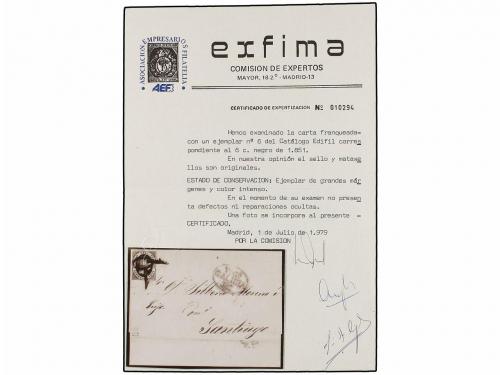 ASOCIACION EMPRESARIOS FILATELIA
AEF
exfima
COMISION DE EXPERTOS
MAYOR, 18-2.º - MADRID-13
CERTIFICADO DE EXPERTIZACION Nº 010294
Hemos examinado la carta franqueada-
con un ejemplar nº 6 del Catálogo Edifil corres
pondiente al 6 c. negro de 1.851.
En nuestra opinión el sello y mataᵴe
llos son originales.
ESTADO DE CONSERVACION: Ejemplar de grandes már
genes y color intenso.
En el momento de su examen no presen
ta defectos ni reparaciones ocultas.
Una foto se incorpora al presente -
CERTIFICADO.
Madrid, 1 de Julio de 1.979
POR LA COMISION
Santiago